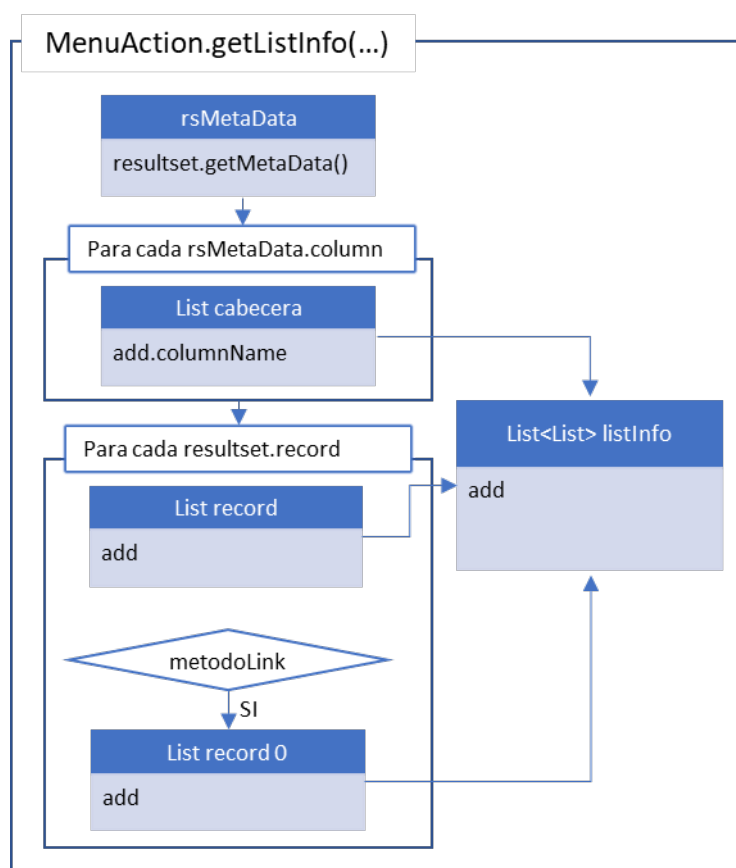 MenuAction.getListInfo(...)
rsMetaData
resultset.getMetaData()
Para cada rsMetaData.column
List cabecera
add.columnName
Para cada resultset.record
List<List> listInfo
add
List record
add
metodoLink
SI
List record 0
add